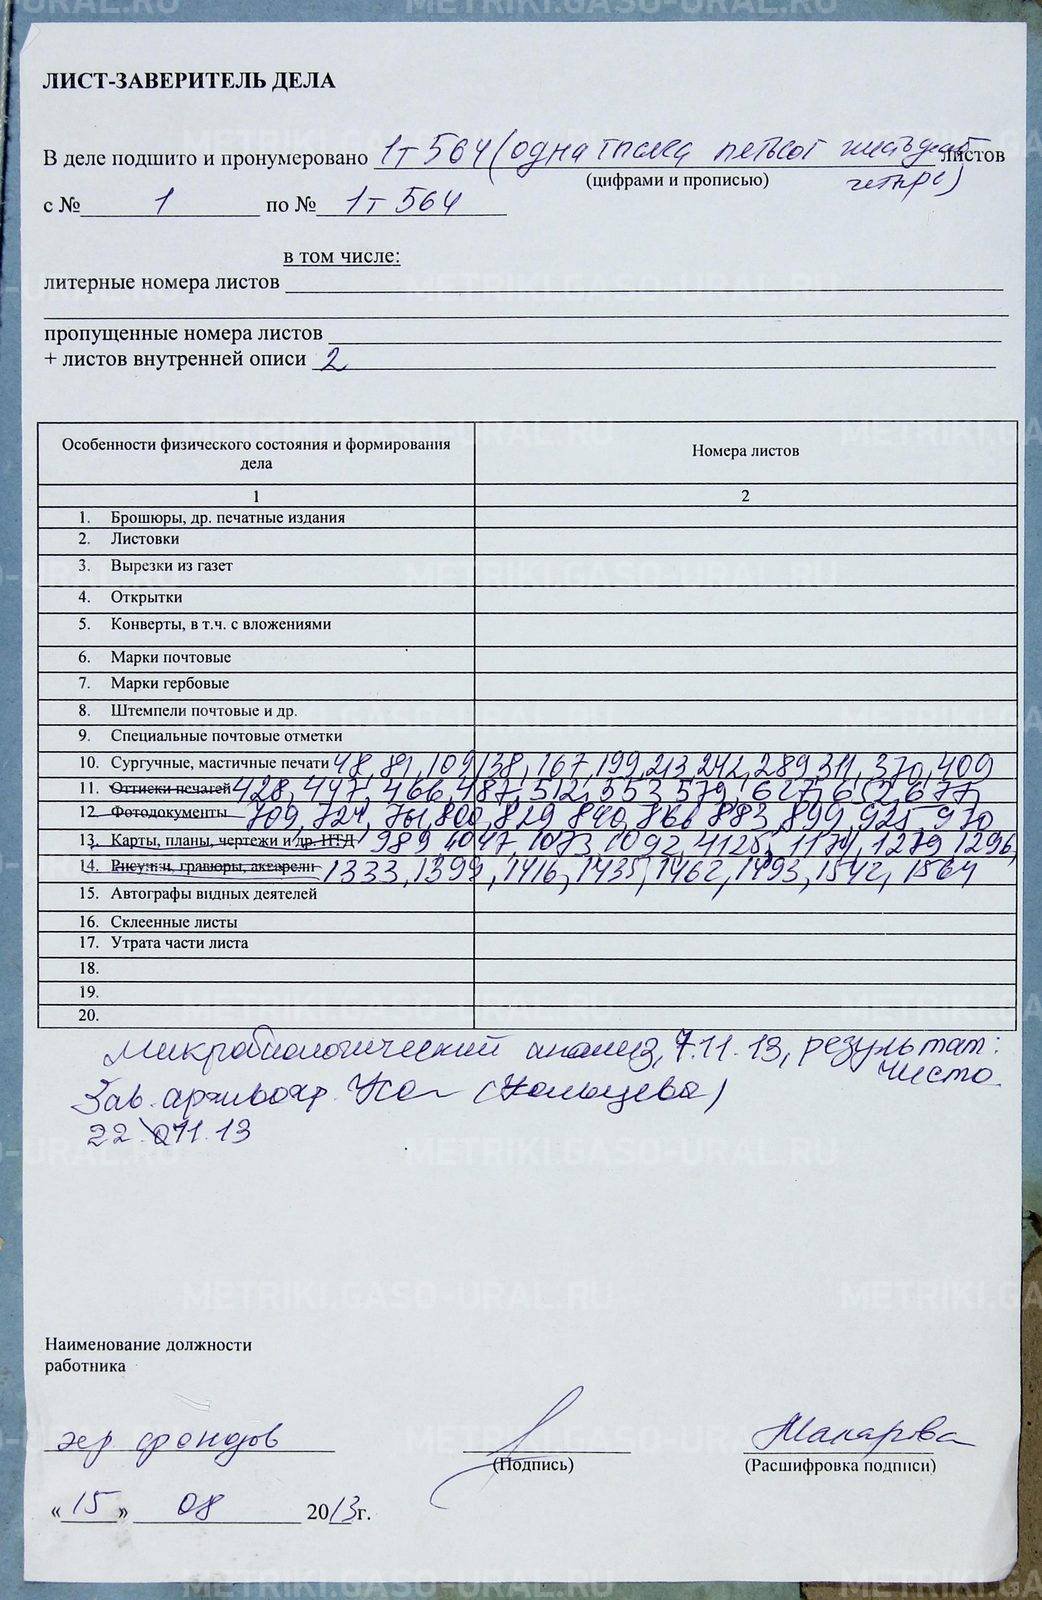 ЛИСТ-ЗАВЕРИТЕЛЬ ДЕЛА
В деле подшито и пронумеровано 1т 564 (одна тысяча пятьсот шестьдесят листов
(цифрами и прописью) четыре)
с № 1 по № 1т 564
в том числе:
литерные номера листов
пропущенные номера листов
+ листов внутренней описи 2
Особенности физического состояния и формирования дела Номера листов
1 2
1. Брошюры, др. печатные издания
2. Листовки
3. Вырезки из газет
4. Открытки
5. Конверты, в т.ч. с вложениями
6. Марки почтовые
7. Марки гербовые
8. Штемпели почтовые и др.
9. Специальные почтовые отметки
10. Сургучные, мастичные печати 48, 81, 109, 138, 167, 199, 213, 242, 289, 311, 370, 409
11. Оттиски печатей 428, 447, 466, 487, 512, 553, 579, 627, 652, 677
12. Фотодокументы 709, 724, 761, 800, 819, 840, 861, 883, 899, 925, 970
13. Карты, планы, чертежи и др. НТД 989, 1047, 1073, 1092, 1125, 1174, 1279, 1296,
14. Рисунки, гравюры, акварели 1333, 1399, 1416, 1435, 1462, 1493, 1542, 1564
15. Автографы видных деятелей
16. Склеенные листы
17. Утрата части листа
18.
19.
20.
Микробиологический анализ, 7.11.13, результат:
чисто.
Зав. архивохр. (Кольцева)
22.11.13
Наименование должности
работника
хр фондов Макарова
(Подпись) (Расшифровка подписи)
« 15 » 08 2013 г.
METRIKI.GASO-URAL.RU